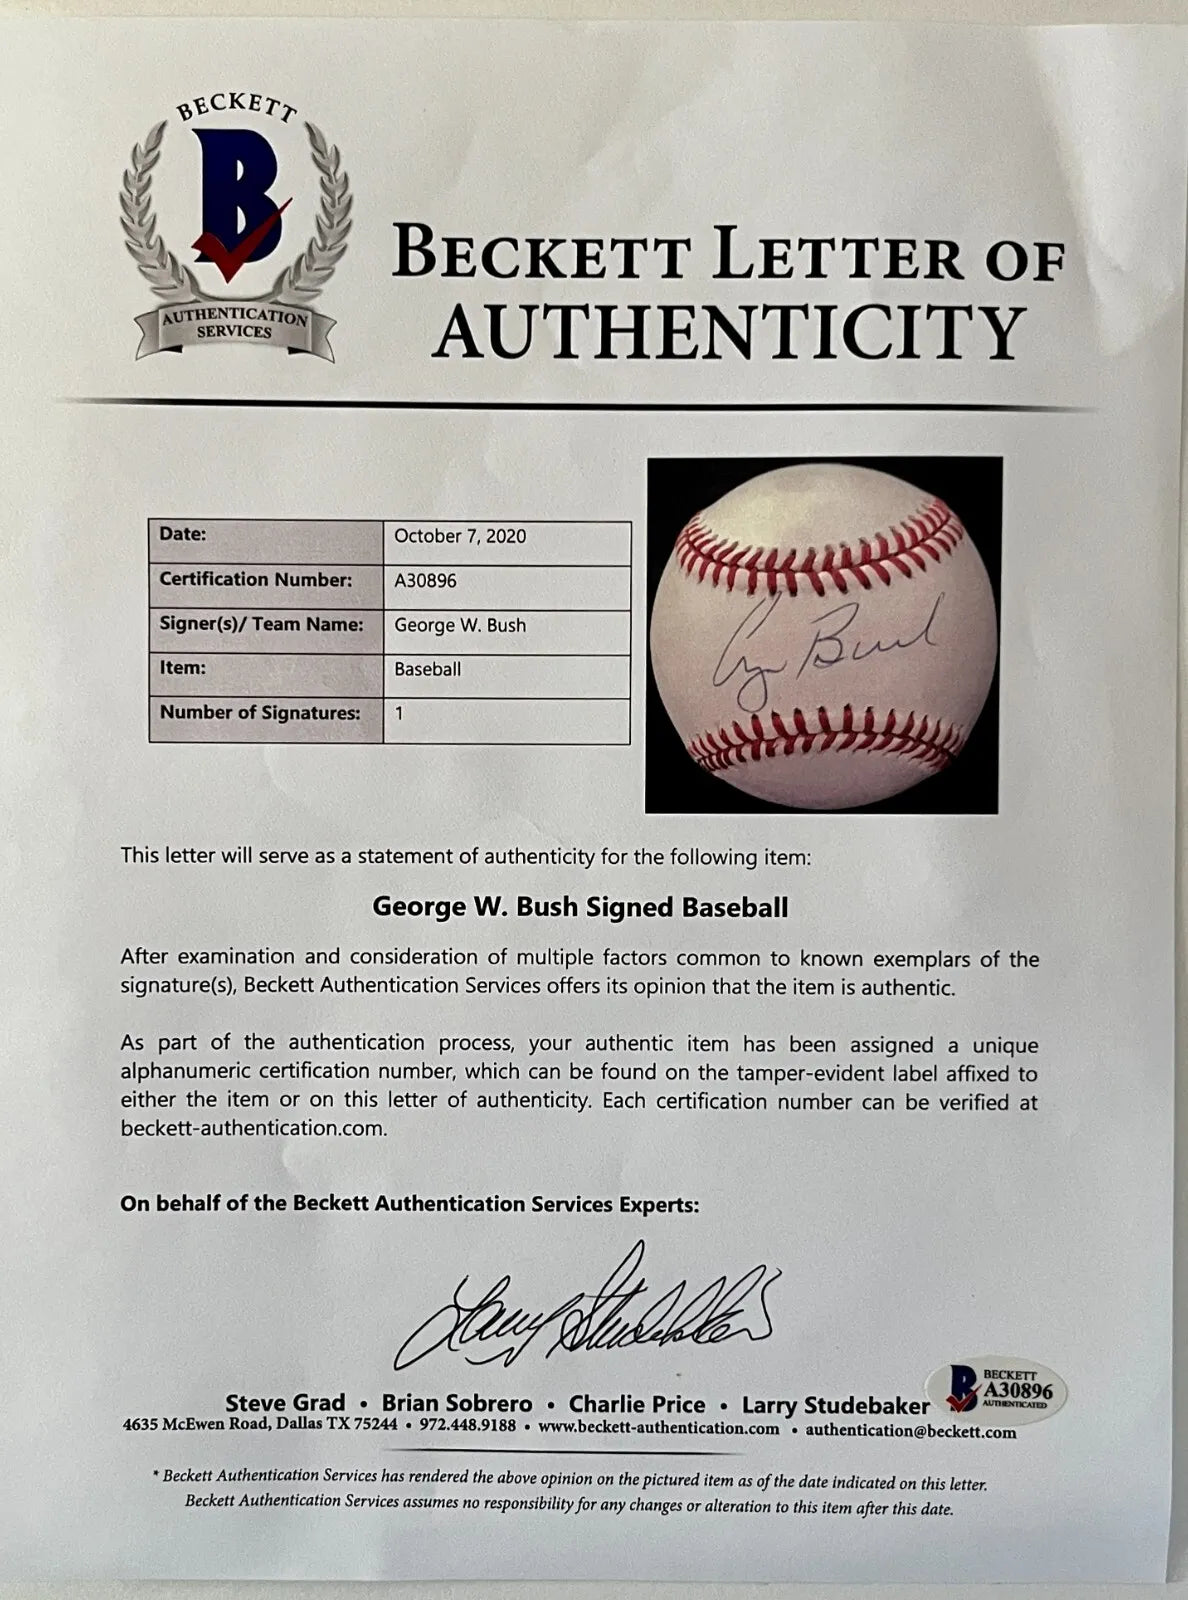 BECKETT
B
AUTHENTICATION
SERVICES
BECKETT LETTER OF
AUTHENTICITY
Date: October 7, 2020
Certification Number: A30896
Signer(s)/ Team Name: George W. Bush
Item: Baseball
Number of Signatures: 1
George Bush
This letter will serve as a statement of authenticity for the following item:
George W. Bush Signed Baseball
After examination and consideration of multiple factors common to known exemplars of the
signature(s), Beckett Authentication Services offers its opinion that the item is authentic.
As part of the authentication process, your authentic item has been assigned a unique
alphanumeric certification number, which can be found on the tamper-evident label affixed to
either the item or on this letter of authenticity. Each certification number can be verified at
beckett-authentication.com.
On behalf of the Beckett Authentication Services Experts:
Larry Studebaker
Steve Grad • Brian Sobrero • Charlie Price • Larry Studebaker
B
BECKETT
A30896
AUTHENTICATED
4635 McEwen Road, Dallas TX 75244 • 972.448.9188 • www.beckett-authentication.com • authentication@beckett.com
* Beckett Authentication Services has rendered the above opinion on the pictured item as of the date indicated on this letter.
Beckett Authentication Services assumes no responsibility for any changes or alteration to this item after this date.